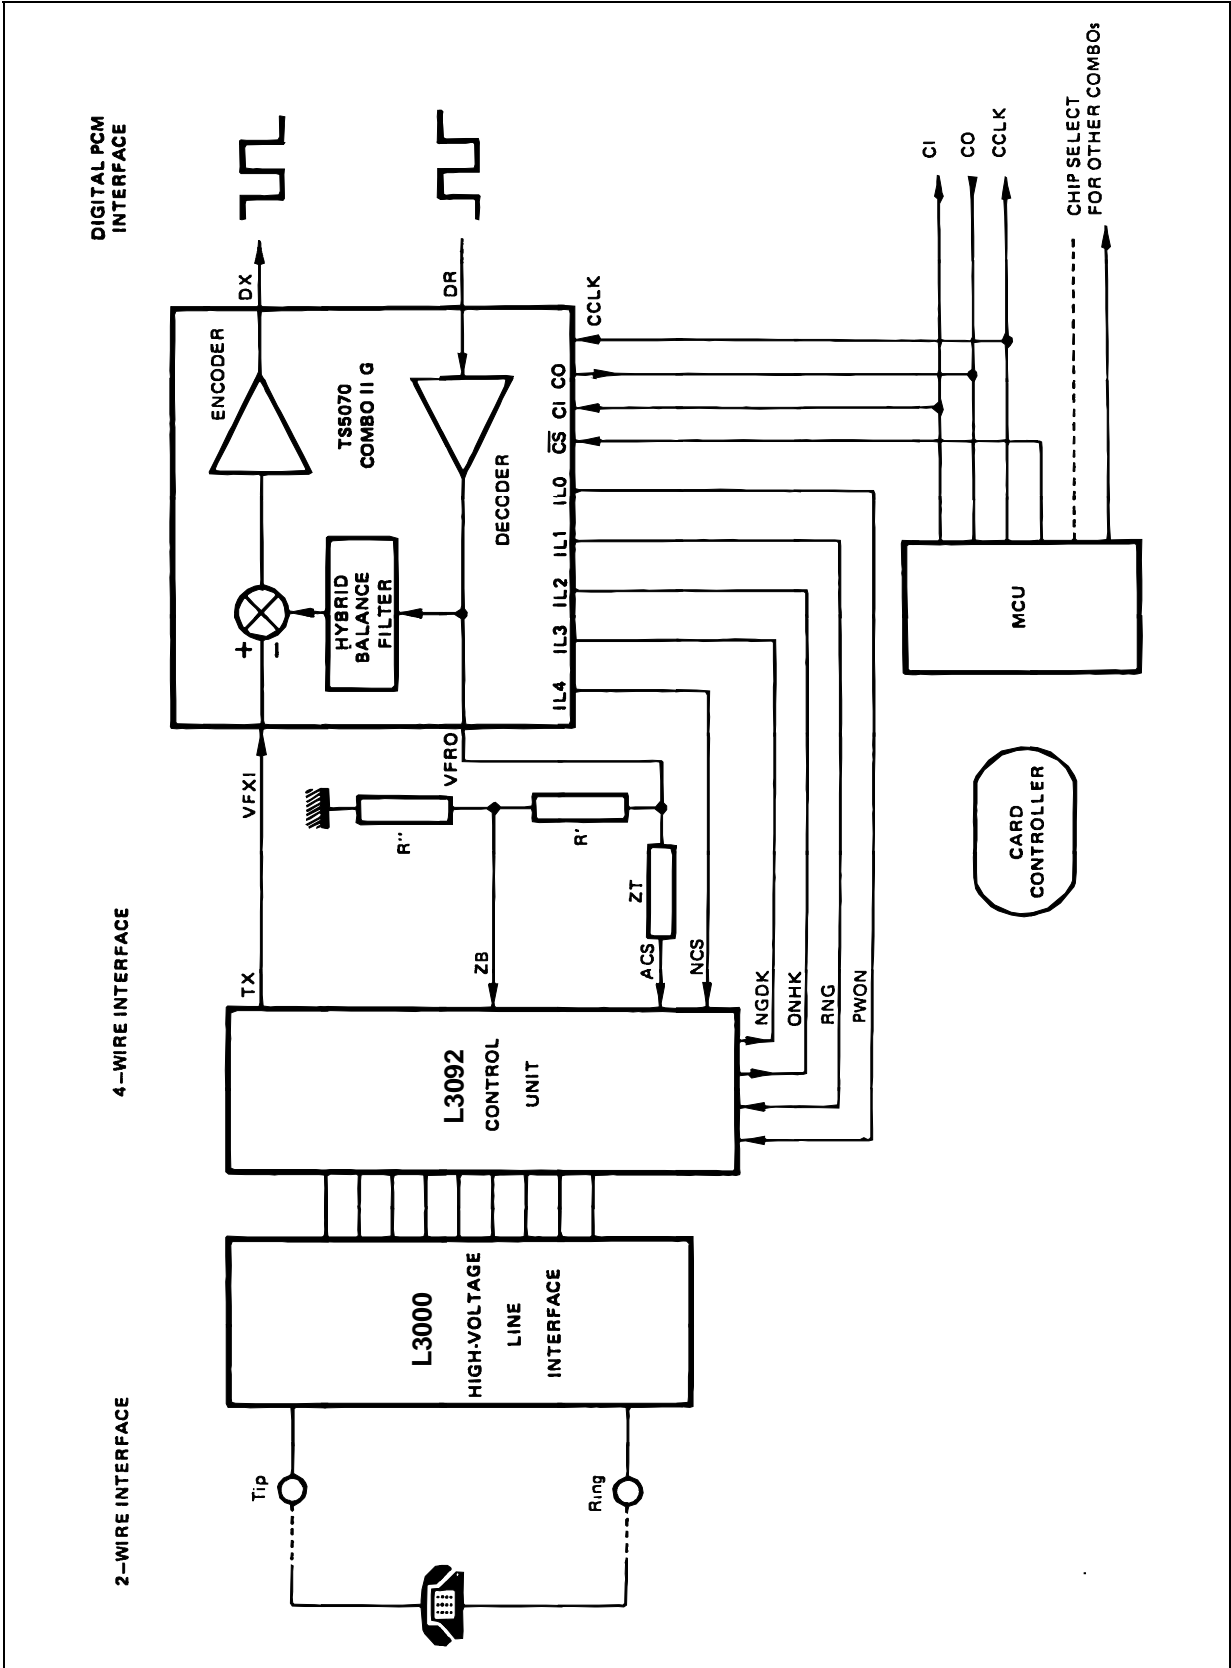 2–WIRE INTERFACE
4–WIRE INTERFACE
DIGITAL PCM
INTERFACE
Tip
Ring
L3000
HIGH-VOLTAGE
LINE
INTERFACE
L3092
CONTROL
UNIT
TX
VFXI
ZB
R''
R'
VFRO
ACS
ZT
NCS
NGDK
ONHK
RNG
PWON
+
-
HYBRID
BALANCE
FILTER
ENCODER
TS5070
COMBO II G
DECODER
DX
DR
IL4
IL3
IL2
IL1
IL0
CS
CI
CO
CCLK
CARD
CONTROLLER
MCU
CI
CO
CCLK
CHIP SELECT
FOR OTHER COMBOs